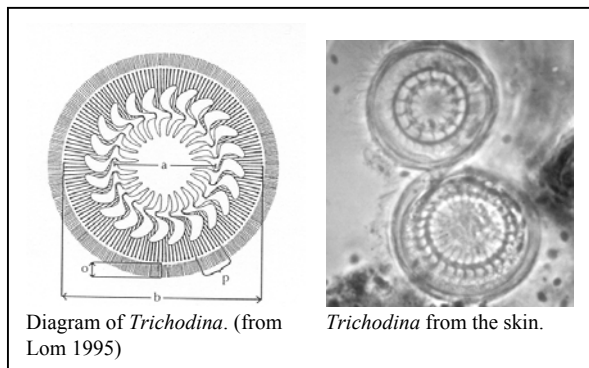 a
o
p
b
Diagram of Trichodina. (from
Lom 1995)
Trichodina from the skin.